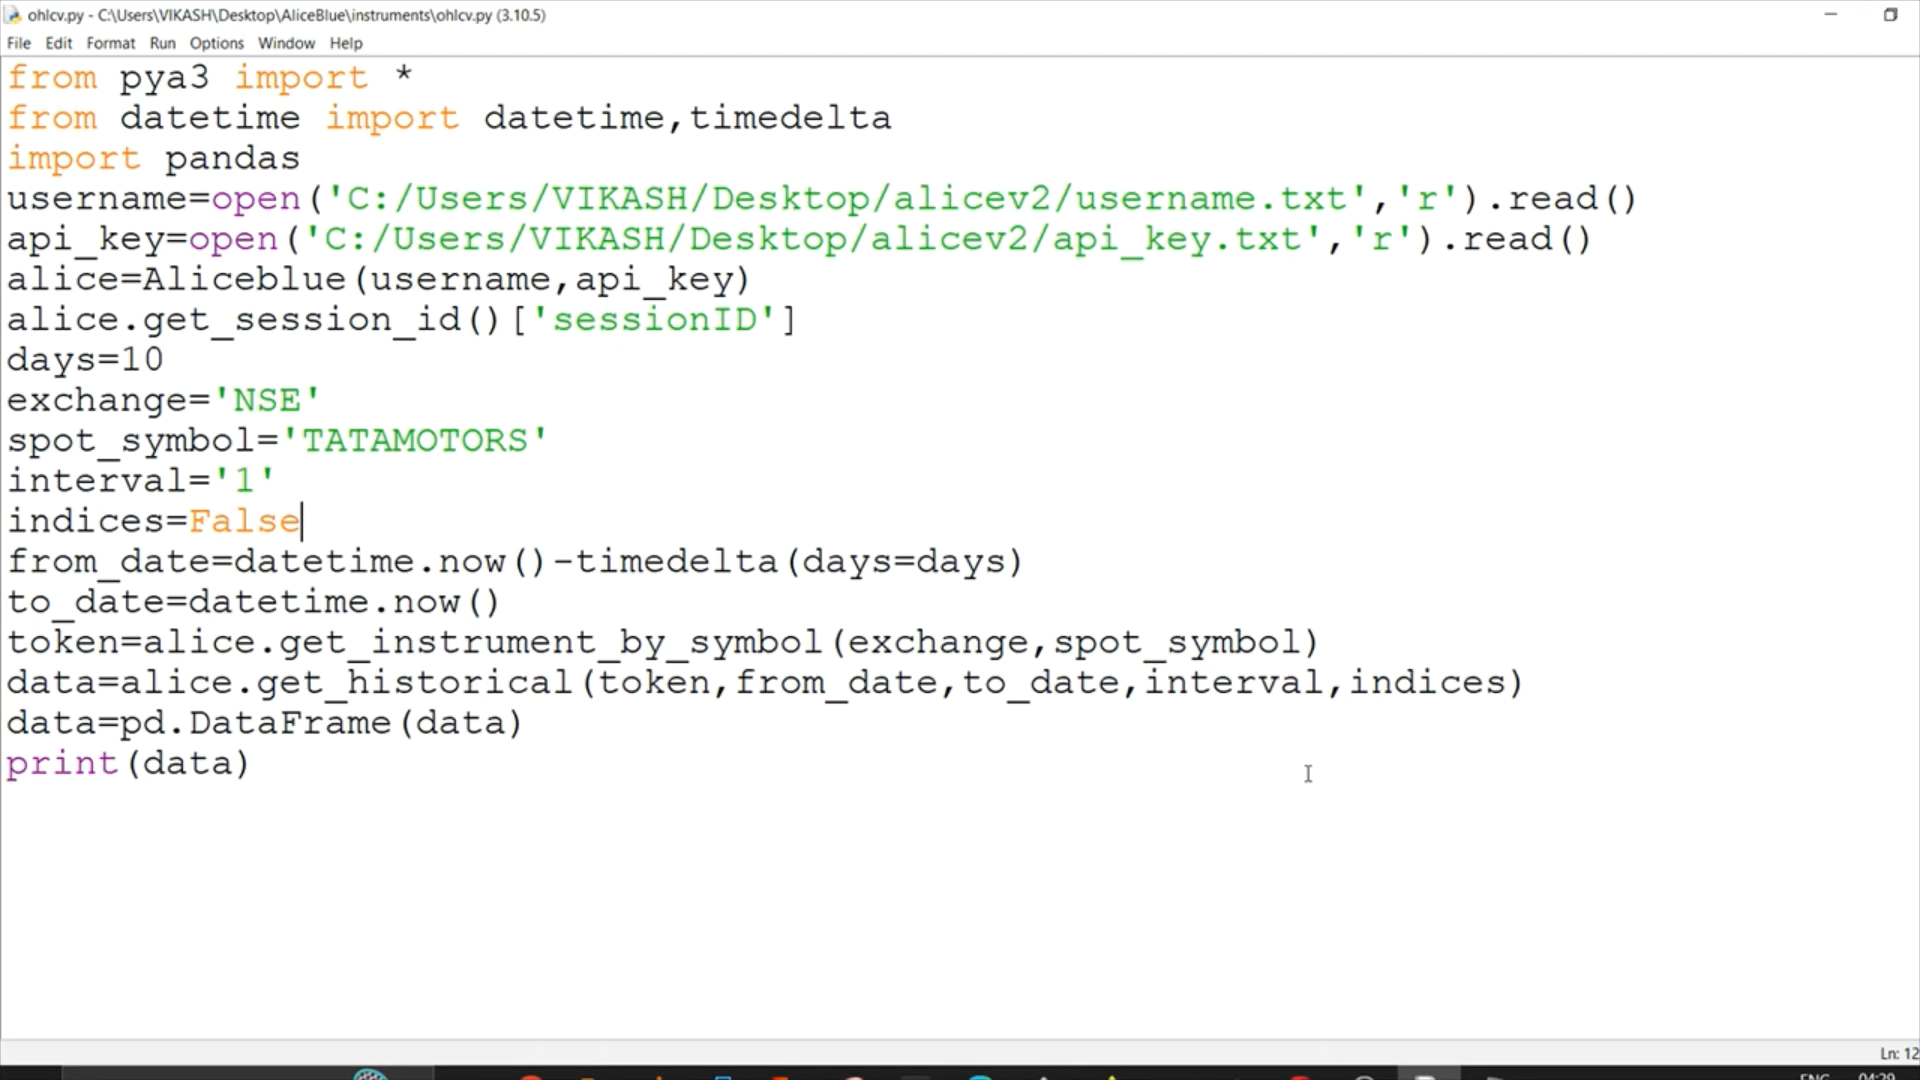 ohlcv.py - C:\Users\VIKASH\Desktop\AliceBlue\instruments\ohlcv.py (3.10.5)
File Edit Format Run Options Window Help
from pya3 import *
from datetime import datetime,timedelta
import pandas
username=open('C:/Users/VIKASH/Desktop/alicev2/username.txt','r').read()
api_key=open('C:/Users/VIKASH/Desktop/alicev2/api_key.txt','r').read()
alice=Aliceblue(username,api_key)
alice.get_session_id()['sessionID']
days=10
exchange='NSE'
spot_symbol='TATAMOTORS'
interval='1'
indices=False
from_date=datetime.now()-timedelta(days=days)
to_date=datetime.now()
token=alice.get_instrument_by_symbol(exchange,spot_symbol)
data=alice.get_historical(token,from_date,to_date,interval,indices)
data=pd.DataFrame(data)
print(data)
Ln: 12